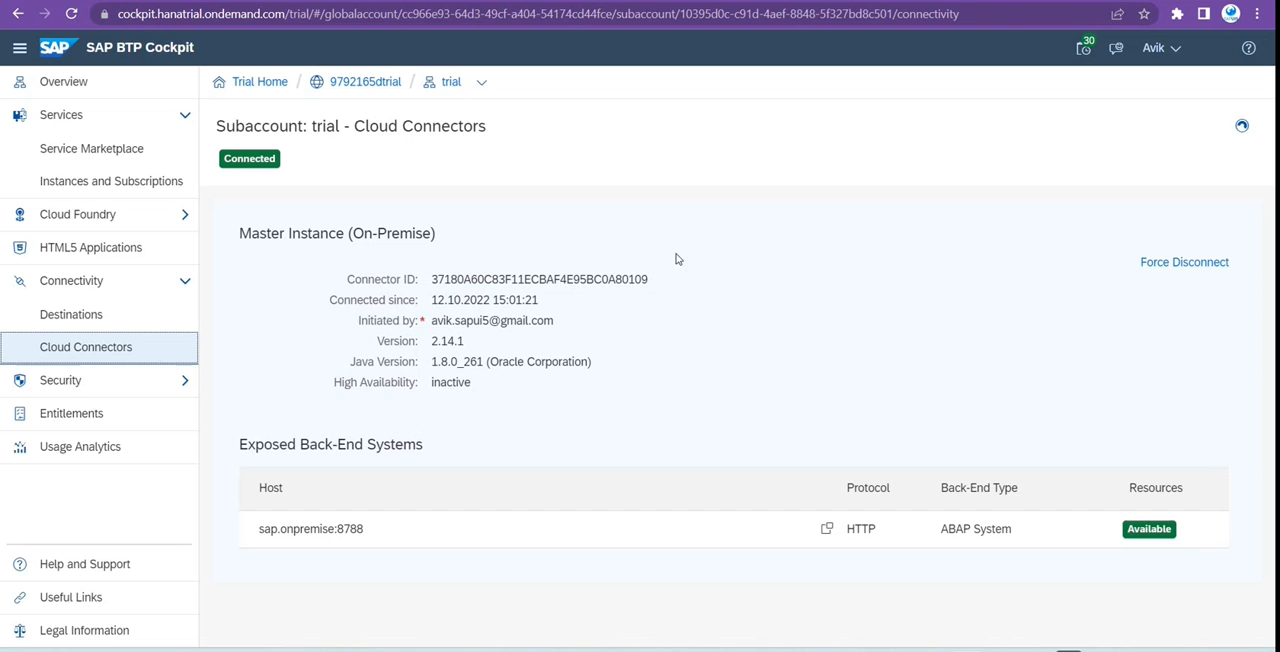 cockpit.hanatrial.ondemand.com/trial/#/globalaccount/cc966e93-64d3-49cf-a404-54174cd44fce/subaccount/10395d0c-c91d-4aef-8848-5f327bd8c501/connectivity
SAP SAP BTP Cockpit 30 Avik
Overview
Services
Service Marketplace
Instances and Subscriptions
Cloud Foundry
HTML5 Applications
Connectivity
Destinations
Cloud Connectors
Security
Entitlements
Usage Analytics
Help and Support
Useful Links
Legal Information
Trial Home / 9792165dtrial / trial
Subaccount: trial - Cloud Connectors
Connected
Master Instance (On-Premise)
Force Disconnect
Connector ID: 37180A60C83F11ECBAF4E95BC0A80109
Connected since: 12.10.2022 15:01:21
Initiated by:* avik.sapui5@gmail.com
Version: 2.14.1
Java Version: 1.8.0_261 (Oracle Corporation)
High Availability: inactive
Exposed Back-End Systems
Host Protocol Back-End Type Resources
sap.onpremise:8788 HTTP ABAP System Available